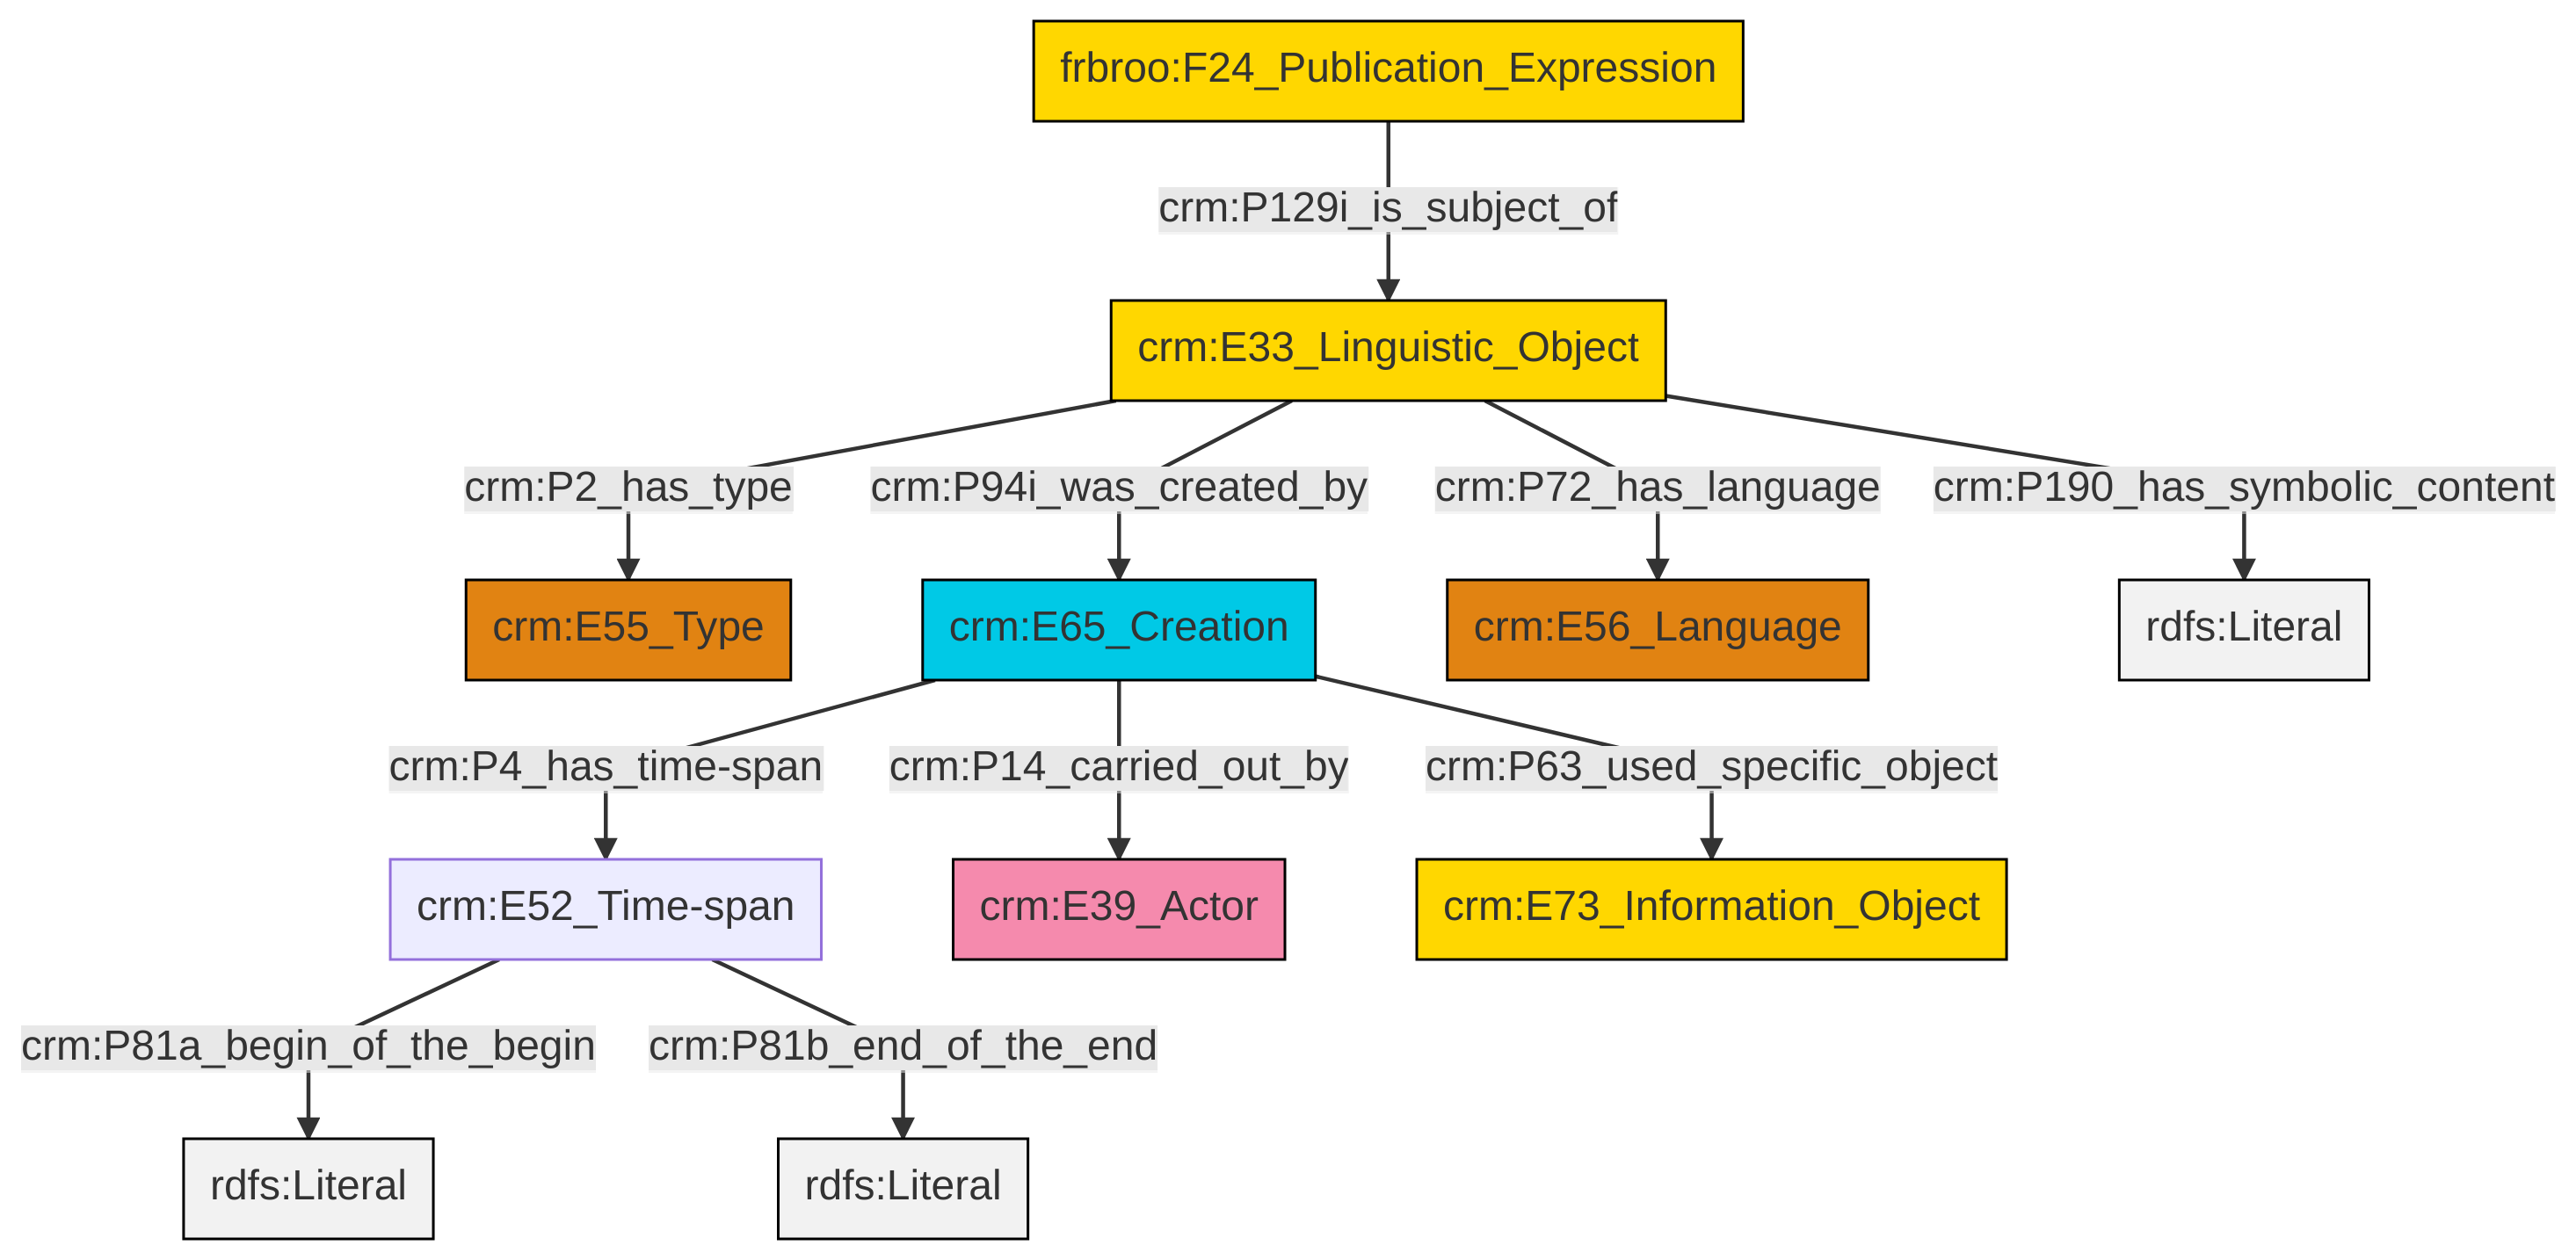 frbroo:F24_Publication_Expression
crm:P129i_is_subject_of
crm:E33_Linguistic_Object
crm:P2_has_type
crm:P94i_was_created_by
crm:P72_has_language
crm:P190_has_symbolic_content
crm:E55_Type
crm:E65_Creation
crm:E56_Language
rdfs:Literal
crm:P4_has_time-span
crm:P14_carried_out_by
crm:P63_used_specific_object
crm:E52_Time-span
crm:E39_Actor
crm:E73_Information_Object
crm:P81a_begin_of_the_begin
crm:P81b_end_of_the_end
rdfs:Literal
rdfs:Literal